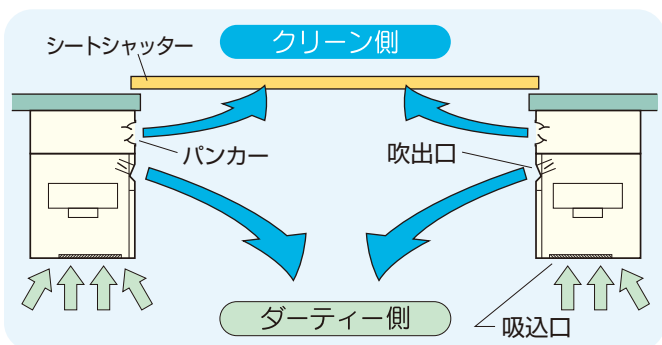 シートシャッター
クリーン側
パンカー
吹出口
ダーティー側
吸込口